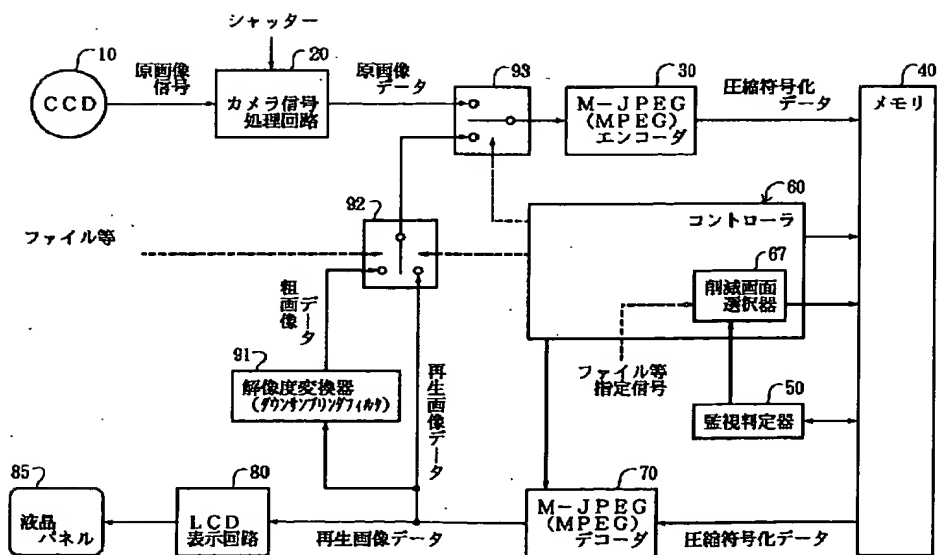 シャッター
10
CCD
原画像
信号
20
カメラ信号
処理回路
原画像
データ
93
30
M-JPEG
(MPEG)
エンコーダ
圧縮符号化
データ
40
メモリ
60
コントローラ
92
ファイル等
67
削減画面
選択器
粗画像
データ
ファイル等
指定信号
91
解像度変換器
(ダウンサンプリングフィルタ)
再生画像データ
50
監視判定器
85
液晶
パネル
80
LCD
表示回路
再生画像データ
70
M-JPEG
(MPEG)
デコーダ
圧縮符号化データ